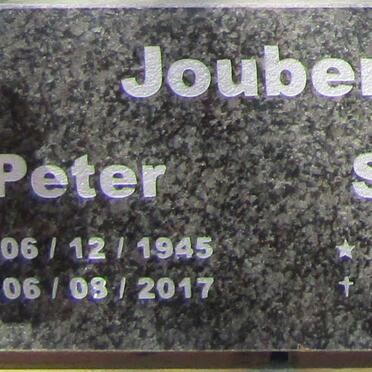 Jouber
Peter S
06 / 12 / 1945
06 / 08 / 2017